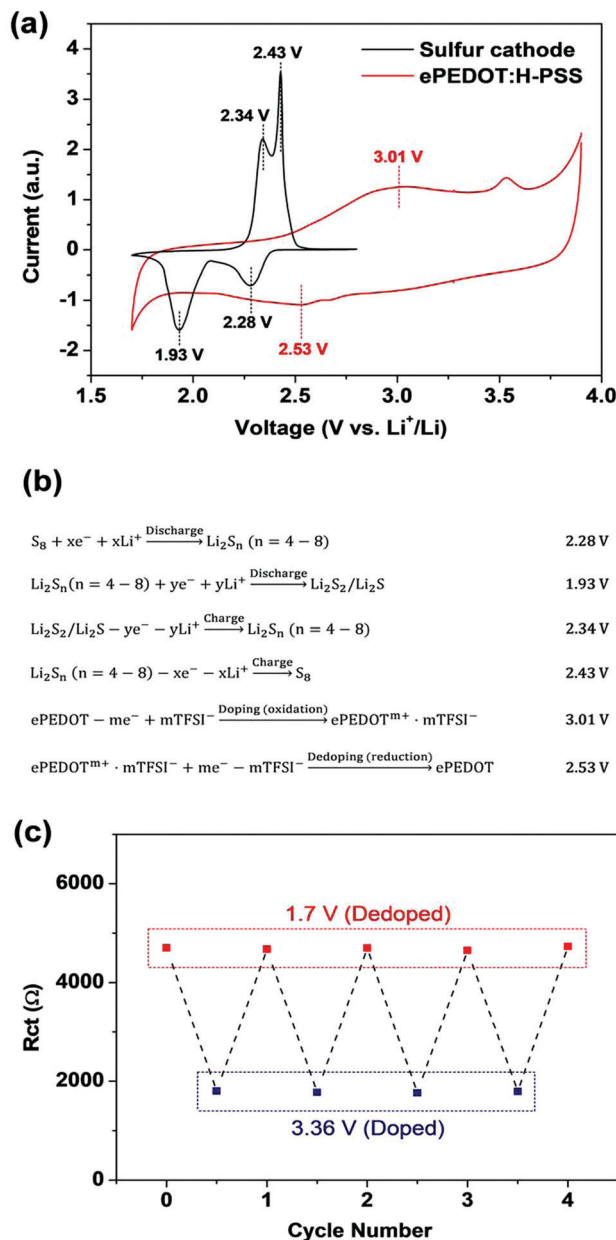 (a)
Sulfur cathode
ePEDOT:H-PSS
2.43 V
2.34 V
3.01 V
2.28 V
1.93 V
2.53 V
4
3
2
1
0
-1
-2
Current (a.u.)
1.5 2.0 2.5 3.0 3.5 4.0
Voltage (V vs. Li⁺/Li)
(b)
S₈ + xe⁻ + xLi⁺ —Discharge→ Li₂Sₙ (n = 4 − 8) 2.28 V
Li₂Sₙ(n = 4 − 8) + ye⁻ + yLi⁺ —Discharge→ Li₂S₂/Li₂S 1.93 V
Li₂S₂/Li₂S − ye⁻ − yLi⁺ —Charge→ Li₂Sₙ (n = 4 − 8) 2.34 V
Li₂Sₙ (n = 4 − 8) − xe⁻ − xLi⁺ —Charge→ S₈ 2.43 V
ePEDOT − me⁻ + mTFSI⁻ —Doping (oxidation)→ ePEDOTᵐ⁺ · mTFSI⁻ 3.01 V
ePEDOTᵐ⁺ · mTFSI⁻ + me⁻ − mTFSI⁻ —Dedoping (reduction)→ ePEDOT 2.53 V
(c)
1.7 V (Dedoped)
3.36 V (Doped)
6000
4000
2000
0
Rct (Ω)
0 1 2 3 4
Cycle Number